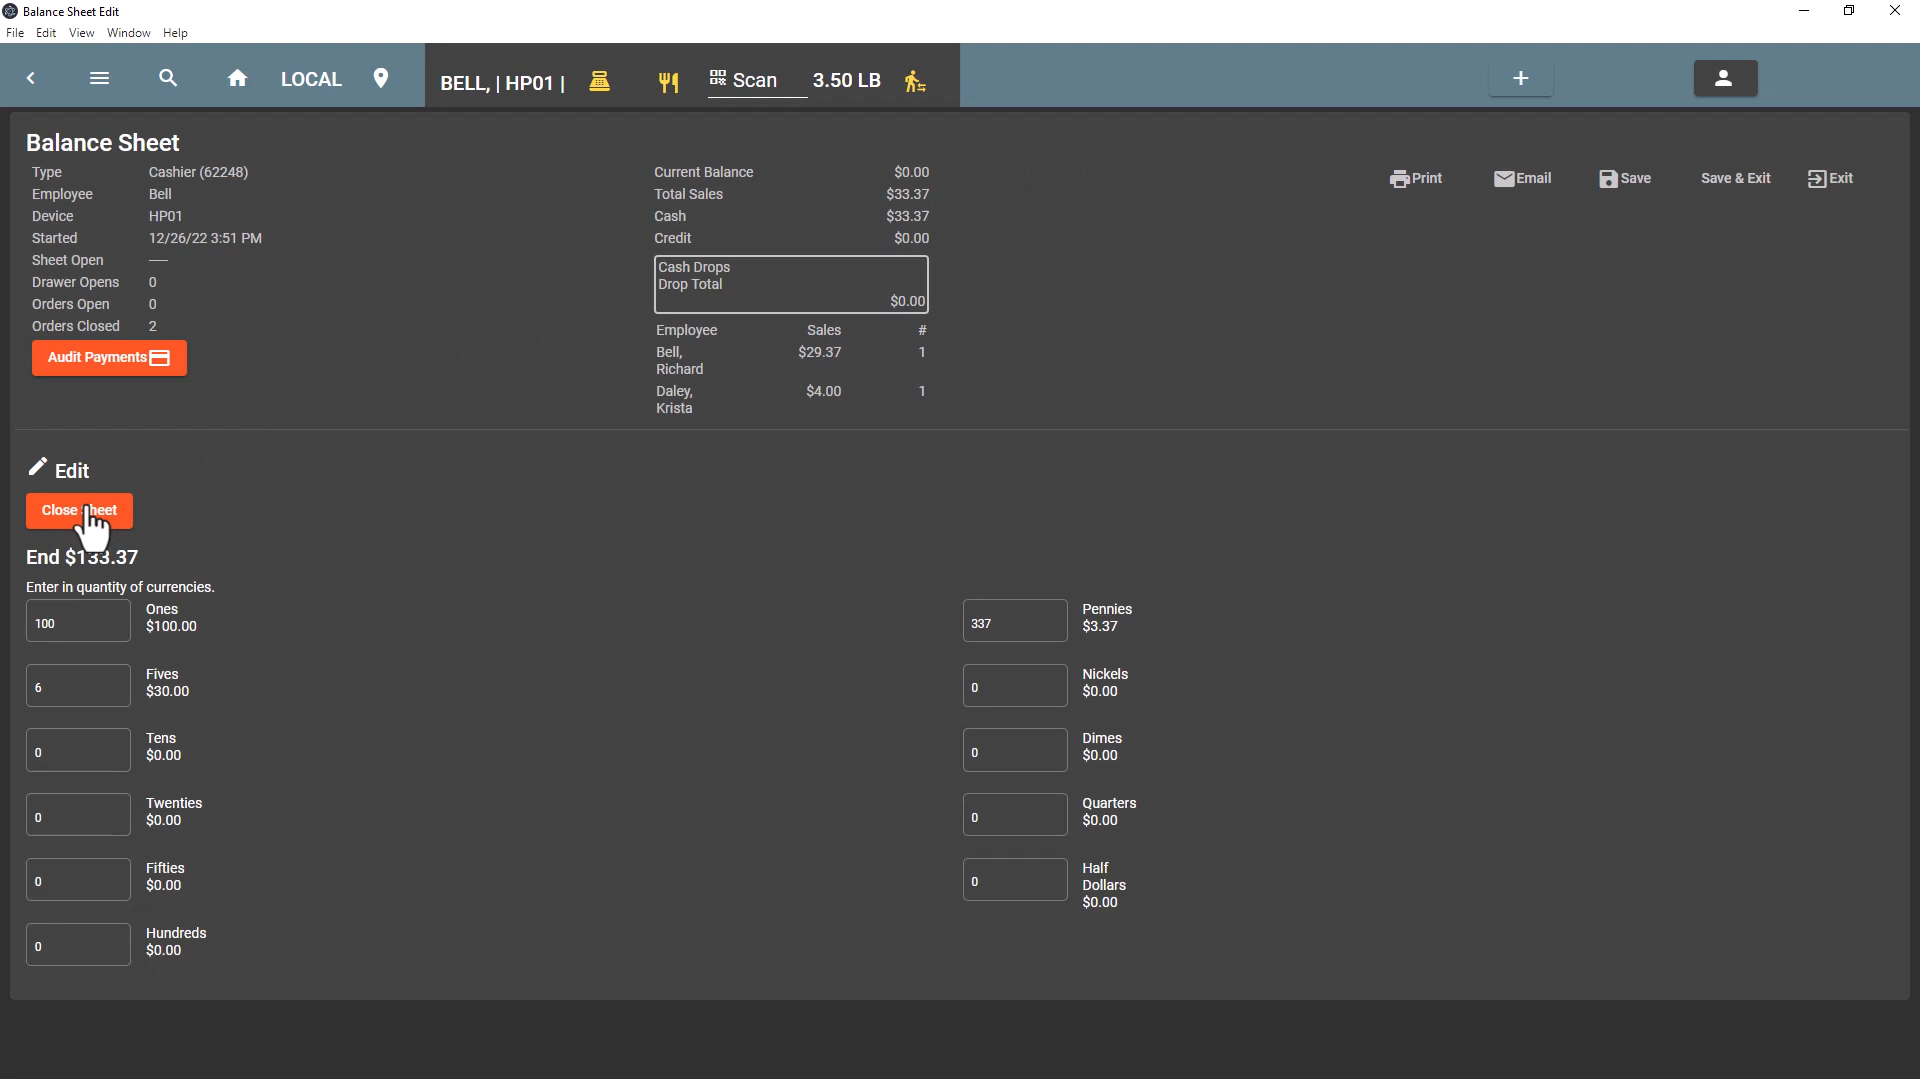 Balance Sheet Edit
File Edit View Window Help
LOCAL
BELL, | HP01 |
Scan
3.50 LB
+
Balance Sheet
Type Cashier (62248)
Employee Bell
Device HP01
Started 12/26/22 3:51 PM
Sheet Open —
Drawer Opens 0
Orders Open 0
Orders Closed 2
Audit Payments
Current Balance $0.00
Total Sales $33.37
Cash $33.37
Credit $0.00
Cash Drops
Drop Total
$0.00
Employee Sales #
Bell, $29.37 1
Richard
Daley, $4.00 1
Krista
Print
Email
Save
Save & Exit
Exit
Edit
Close Sheet
End $133.37
Enter in quantity of currencies.
100
Ones
$100.00
6
Fives
$30.00
0
Tens
$0.00
0
Twenties
$0.00
0
Fifties
$0.00
0
Hundreds
$0.00
337
Pennies
$3.37
0
Nickels
$0.00
0
Dimes
$0.00
0
Quarters
$0.00
0
Half
Dollars
$0.00